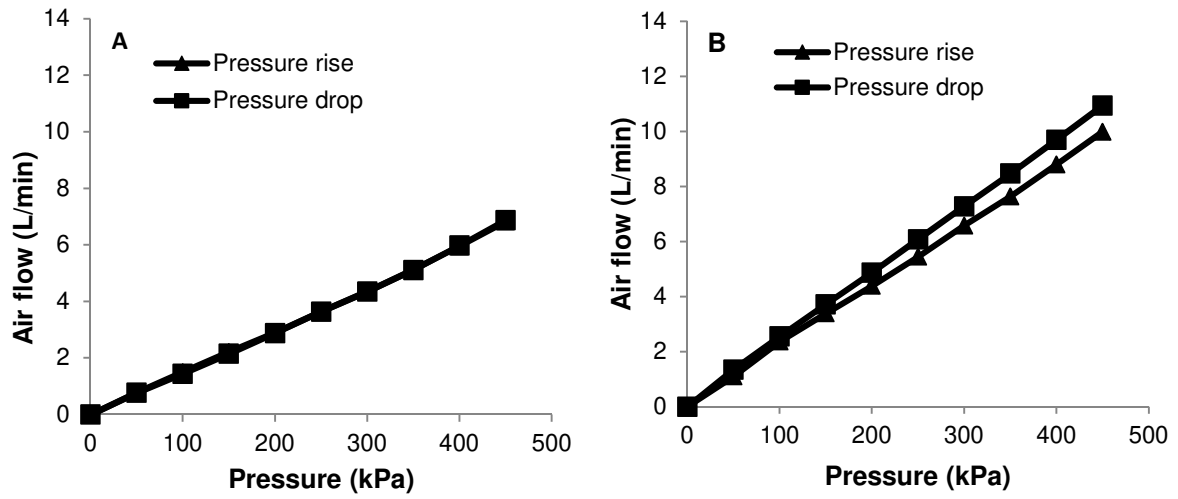 A
Pressure rise
Pressure drop
14
12
10
8
6
4
2
0
Air flow (L/min)
0 100 200 300 400 500
Pressure (kPa)
B
Pressure rise
Pressure drop
14
12
10
8
6
4
2
0
Air flow (L/min)
0 100 200 300 400 500
Pressure (kPa)